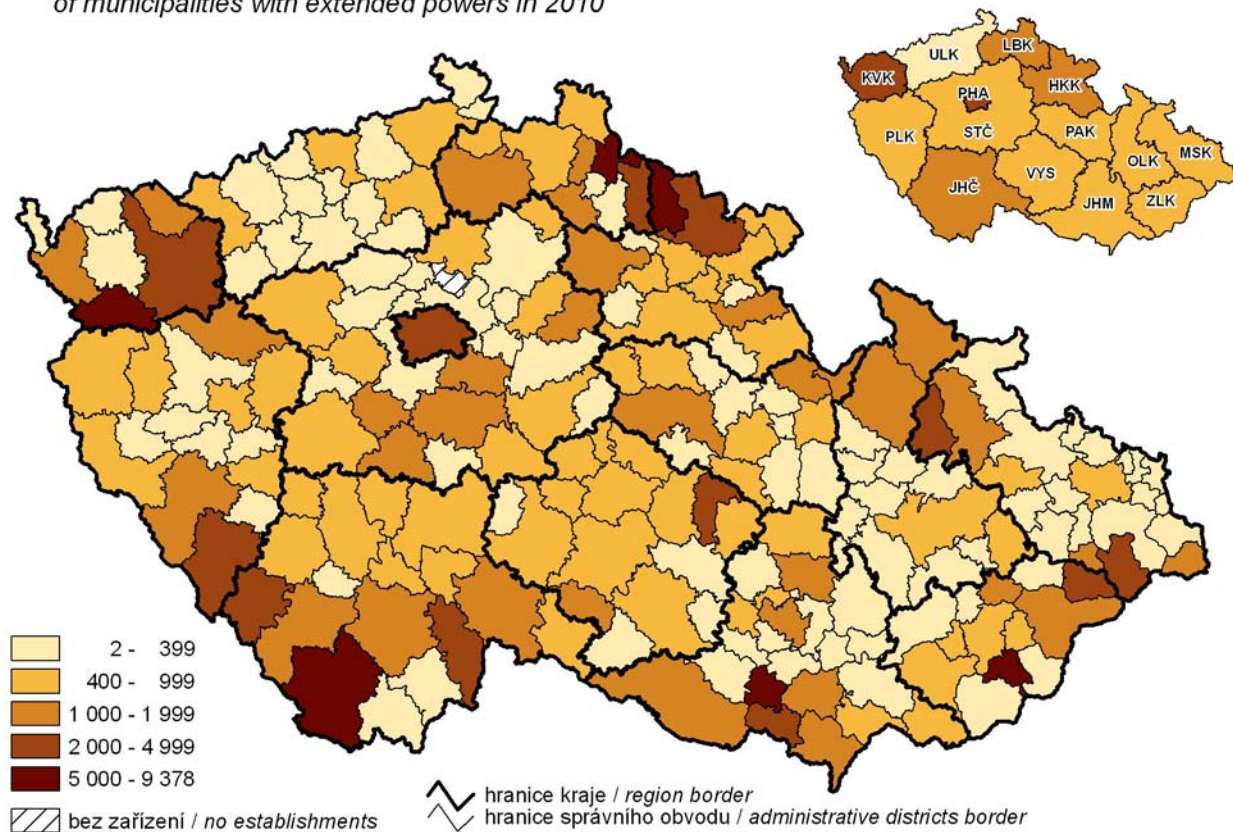 of municipalities with extended powers in 2010
ULK
LBK
KVK
PHA
HKK
PLK
STČ
PAK
MSK
OLK
VYS
JHČ
JHM
ZLK
2 - 399
400 - 999
1 000 - 1 999
2 000 - 4 999
5 000 - 9 378
bez zařízení / no establishments
hranice kraje / region border
hranice správního obvodu / administrative districts border